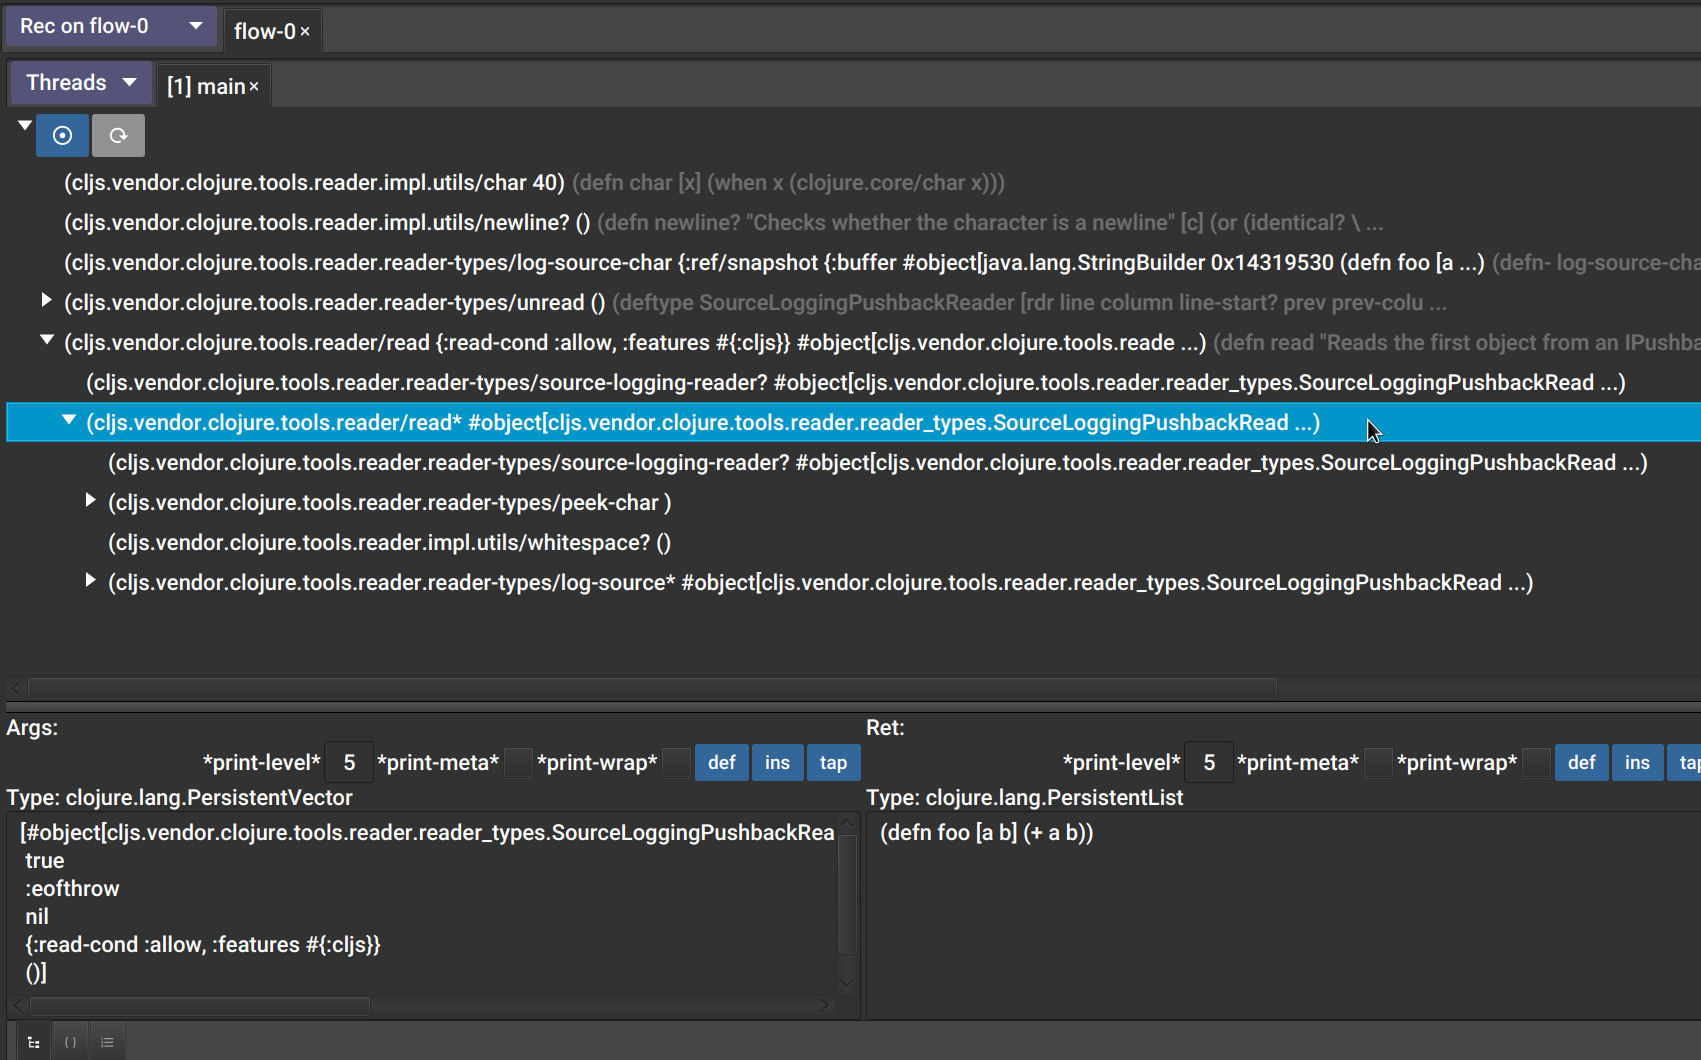 Rec on flow-0
flow-0 ×
Threads
[1] main ×
(cljs.vendor.clojure.tools.reader.impl.utils/char 40) (defn char [x] (when x (clojure.core/char x)))
(cljs.vendor.clojure.tools.reader.impl.utils/newline? () (defn newline? "Checks whether the character is a newline" [c] (or (identical? \ ...
(cljs.vendor.clojure.tools.reader.reader-types/log-source-char {:ref/snapshot {:buffer #object[java.lang.StringBuilder 0x14319530 (defn foo [a ...) (defn- log-source-cha
(cljs.vendor.clojure.tools.reader.reader-types/unread () (deftype SourceLoggingPushbackReader [rdr line column line-start? prev prev-colu ...
(cljs.vendor.clojure.tools.reader/read {:read-cond :allow, :features #{:cljs}} #object[cljs.vendor.clojure.tools.reade ...) (defn read "Reads the first object from an IPushba
(cljs.vendor.clojure.tools.reader.reader-types/source-logging-reader? #object[cljs.vendor.clojure.tools.reader.reader_types.SourceLoggingPushbackRead ...)
(cljs.vendor.clojure.tools.reader/read* #object[cljs.vendor.clojure.tools.reader.reader_types.SourceLoggingPushbackRead ...)
(cljs.vendor.clojure.tools.reader.reader-types/source-logging-reader? #object[cljs.vendor.clojure.tools.reader.reader_types.SourceLoggingPushbackRead ...)
(cljs.vendor.clojure.tools.reader.reader-types/peek-char )
(cljs.vendor.clojure.tools.reader.impl.utils/whitespace? ()
(cljs.vendor.clojure.tools.reader.reader-types/log-source* #object[cljs.vendor.clojure.tools.reader.reader_types.SourceLoggingPushbackRead ...)
Args:
*print-level* 5 *print-meta* *print-wrap* def ins tap
Type: clojure.lang.PersistentVector
[#object[cljs.vendor.clojure.tools.reader.reader_types.SourceLoggingPushbackRea
true
:eofthrow
nil
{:read-cond :allow, :features #{:cljs}}
()]
Ret:
*print-level* 5 *print-meta* *print-wrap* def ins tap
Type: clojure.lang.PersistentList
(defn foo [a b] (+ a b))
( )